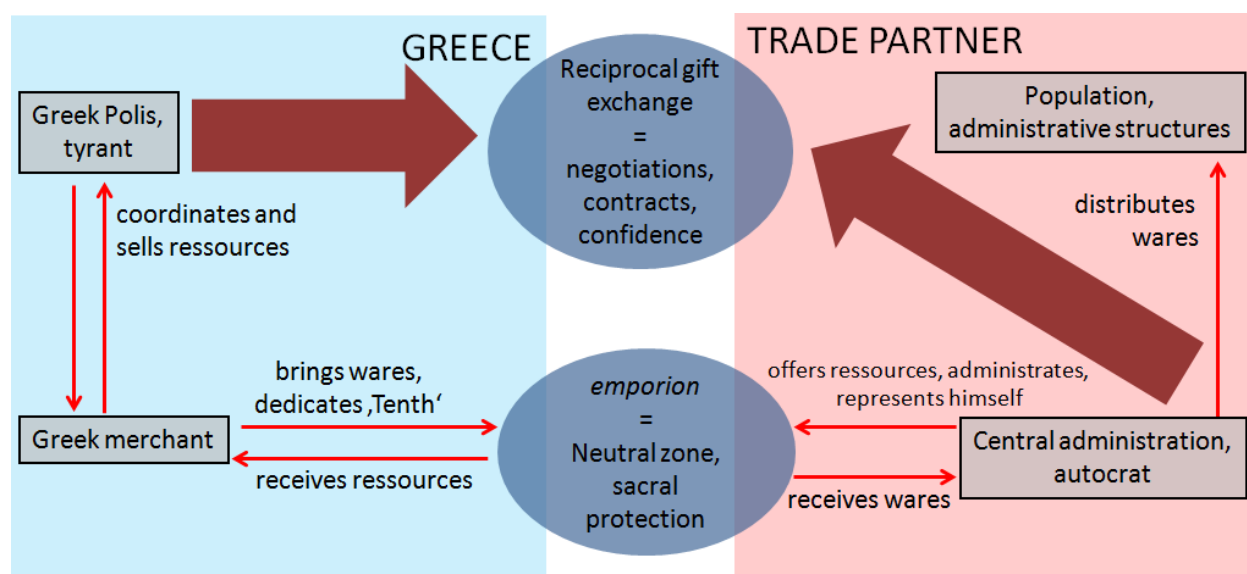 GREECE
TRADE PARTNER
Greek Polis,
tyrant
Reciprocal gift
exchange
=
negotiations,
contracts,
confidence
Population,
administrative structures
coordinates and
sells ressources
distributes
wares
brings wares,
dedicates ‚Tenth‘
emporion
=
Neutral zone,
sacral
protection
offers ressources, administrates,
represents himself
Greek merchant
Central administration,
autocrat
receives ressources
receives wares